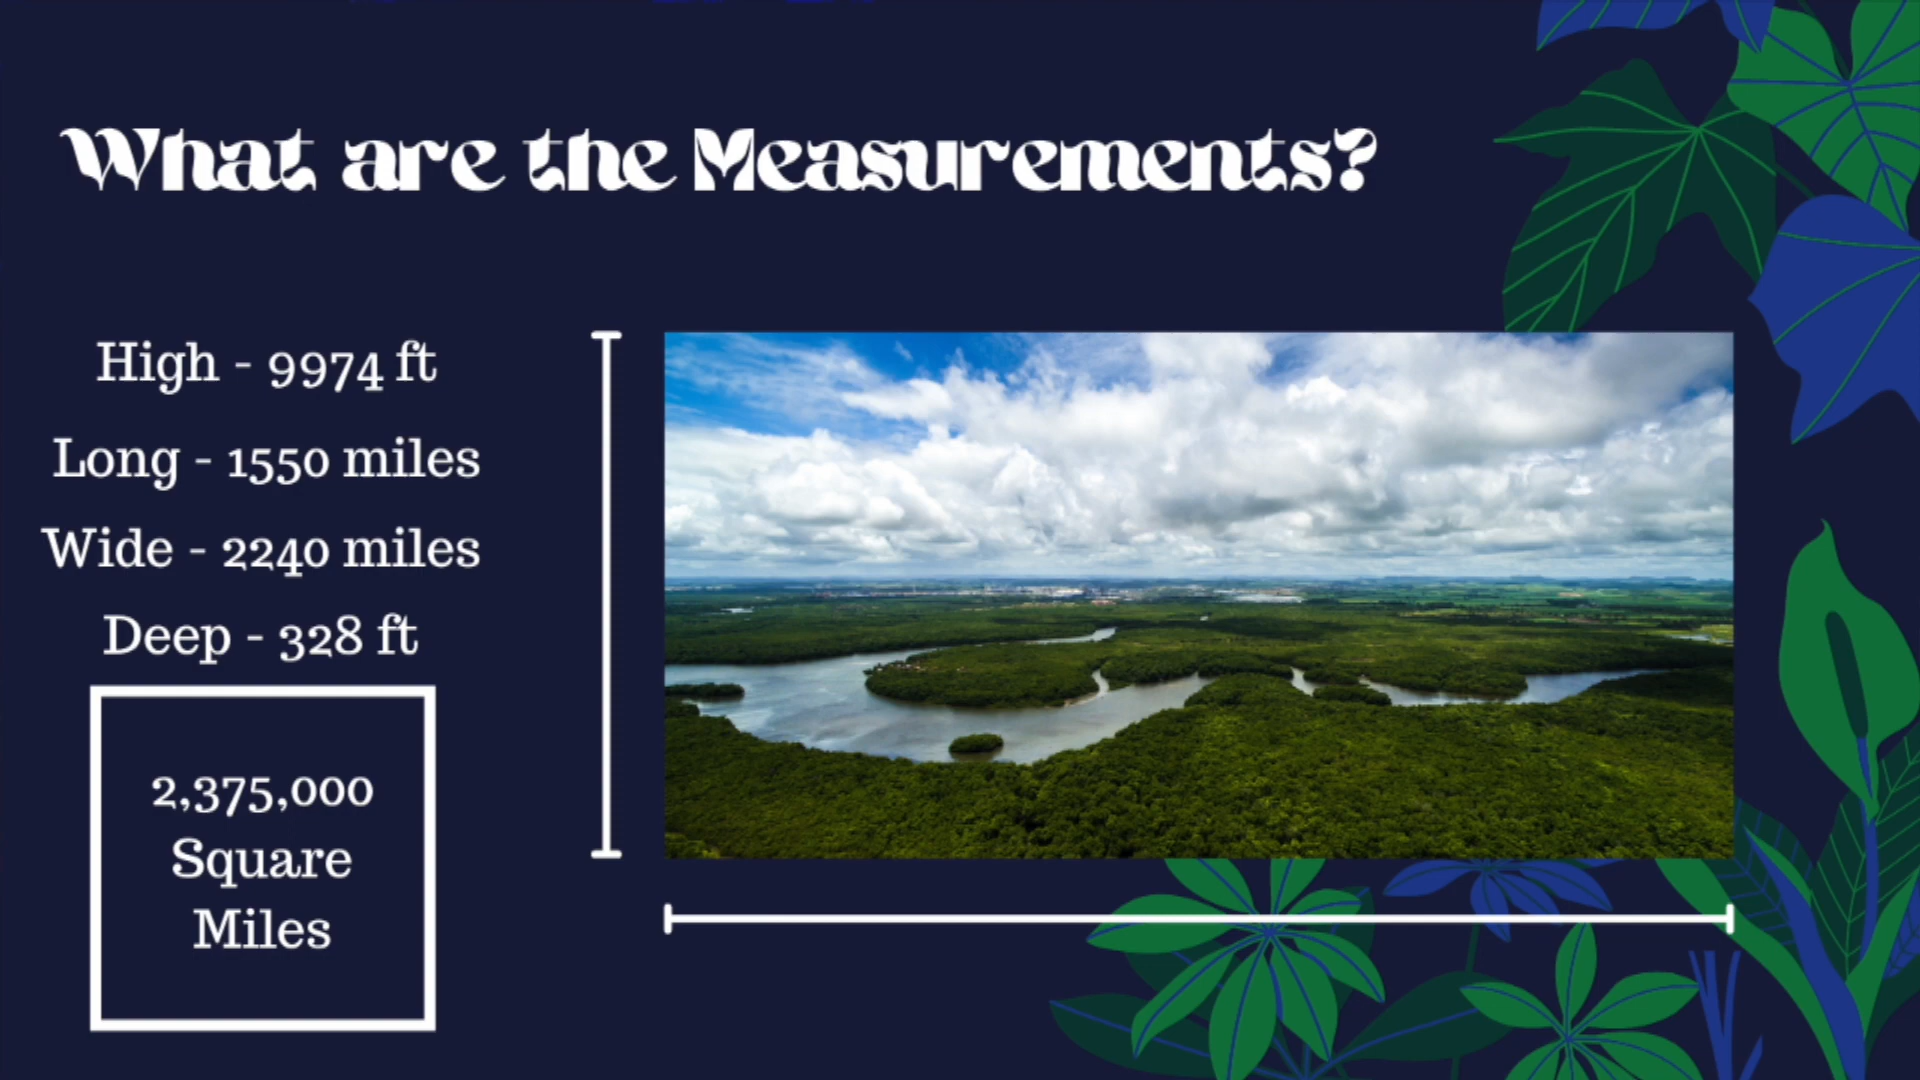 What are the Measurements?
High - 9974 ft
Long - 1550 miles
Wide - 2240 miles
Deep - 328 ft
2,375,000
Square
Miles